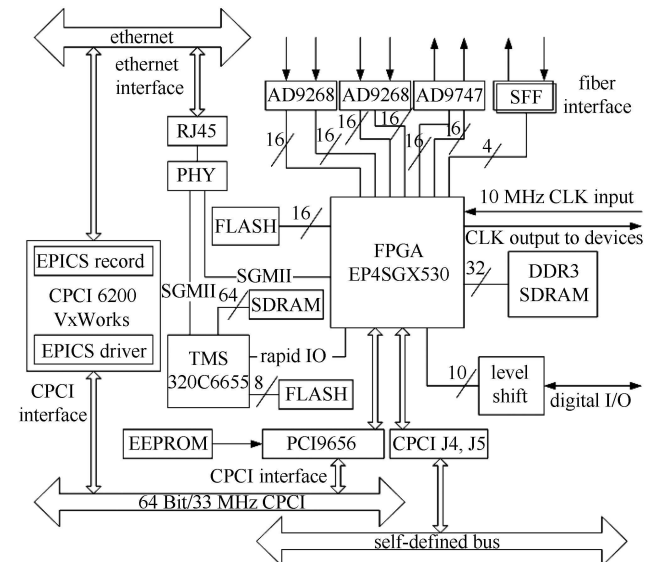 ethernet
ethernet
interface
AD9268
AD9268
AD9747
SFF
fiber
interface
16
16
16
16
16
16
4
RJ45
PHY
FLASH
16
10 MHz CLK input
CLK output to devices
FPGA
EP4SGX530
EPICS record
CPCI 6200
VxWorks
EPICS driver
SGMII
SGMII
64
SDRAM
32
DDR3
SDRAM
TMS
320C6655
rapid IO
8
FLASH
10
level
shift
digital I/O
CPCI
interface
EEPROM
PCI9656
CPCI J4, J5
CPCI interface
64 Bit/33 MHz CPCI
self-defined bus